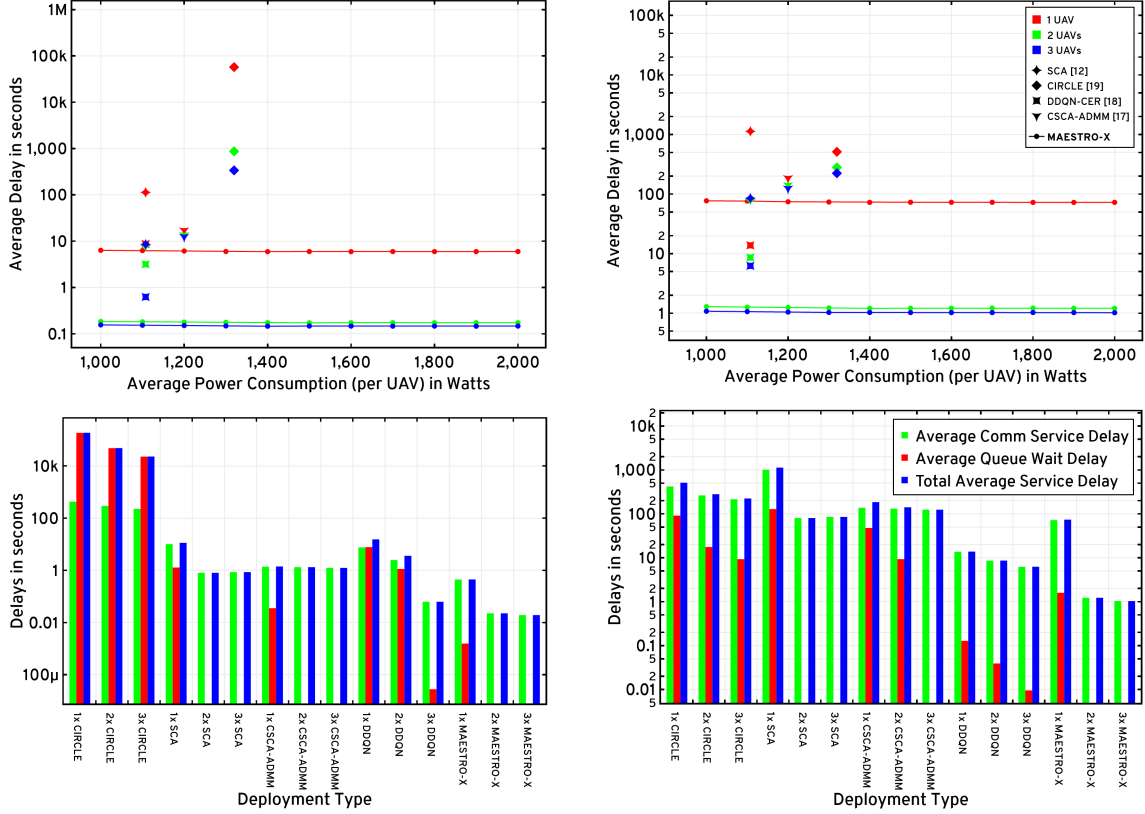 1M
100k
10k
1,000
100
10
1
0.1
Average Delay in seconds
1,000 1,200 1,400 1,600 1,800 2,000
Average Power Consumption (per UAV) in Watts
100k
5
2
10k
5
2
1,000
5
2
100
5
2
10
5
2
1
5
Average Delay in seconds
1,000 1,200 1,400 1,600 1,800 2,000
Average Power Consumption (per UAV) in Watts
1 UAV
2 UAVs
3 UAVs
SCA [12]
CIRCLE [19]
DDQN-CER [18]
CSCA-ADMM [17]
MAESTRO-X
10k
100
1
0.01
100µ
Delays in seconds
1x CIRCLE
2x CIRCLE
3x CIRCLE
1x SCA
2x SCA
3x SCA
1x CSCA-ADMM
2x CSCA-ADMM
3x CSCA-ADMM
1x DDQN
2x DDQN
3x DDQN
1x MAESTRO-X
2x MAESTRO-X
3x MAESTRO-X
Deployment Type
2
10k
5
2
1,000
5
2
100
5
2
10
5
2
1
5
2
0.1
5
2
0.01
5
Delays in seconds
Average Comm Service Delay
Average Queue Wait Delay
Total Average Service Delay
1x CIRCLE
2x CIRCLE
3x CIRCLE
1x SCA
2x SCA
3x SCA
1x CSCA-ADMM
2x CSCA-ADMM
3x CSCA-ADMM
1x DDQN
2x DDQN
3x DDQN
1x MAESTRO-X
2x MAESTRO-X
3x MAESTRO-X
Deployment Type